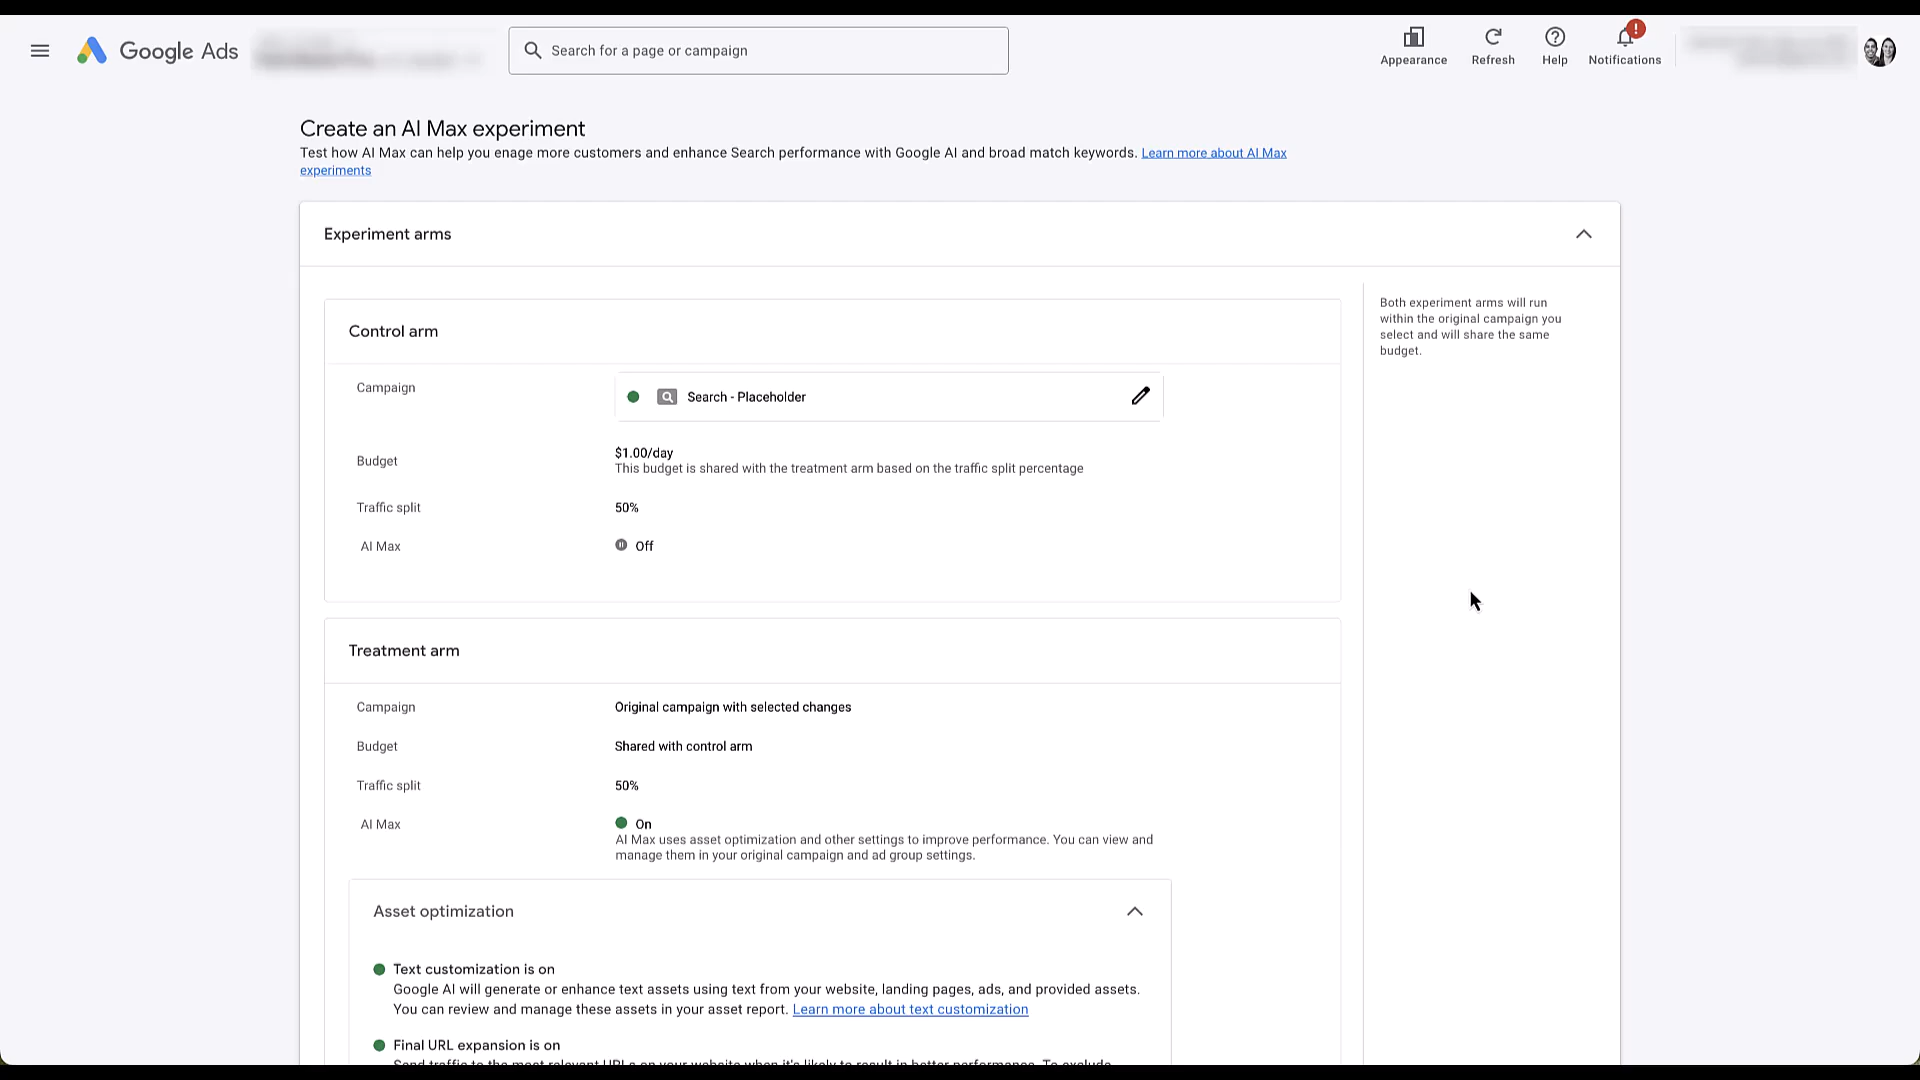 Google Ads
Search for a page or campaign
Appearance
Refresh
Help
Notifications
Create an AI Max experiment
Test how AI Max can help you enage more customers and enhance Search performance with Google AI and broad match keywords. Learn more about AI Max
experiments
Experiment arms
Control arm
Campaign
Search - Placeholder
Budget
$1.00/day
This budget is shared with the treatment arm based on the traffic split percentage
Traffic split
50%
AI Max
Off
Both experiment arms will run
within the original campaign you
select and will share the same
budget.
Treatment arm
Campaign
Original campaign with selected changes
Budget
Shared with control arm
Traffic split
50%
AI Max
On
AI Max uses asset optimization and other settings to improve performance. You can view and
manage them in your original campaign and ad group settings.
Asset optimization
Text customization is on
Google AI will generate or enhance text assets using text from your website, landing pages, ads, and provided assets.
You can review and manage these assets in your asset report. Learn more about text customization
Final URL expansion is on
Send traffic to the most relevant URLs on your website when it's likely to result in better performance. To exclude